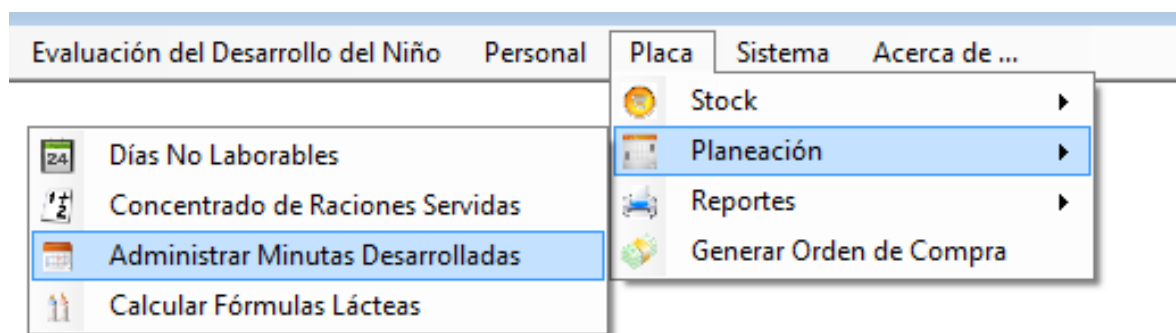 Evaluación del Desarrollo del Niño Personal Placa Sistema Acerca de ...
Stock
Planeación
Reportes
Generar Orden de Compra
24 Días No Laborables
Concentrado de Raciones Servidas
Administrar Minutas Desarrolladas
Calcular Fórmulas Lácteas